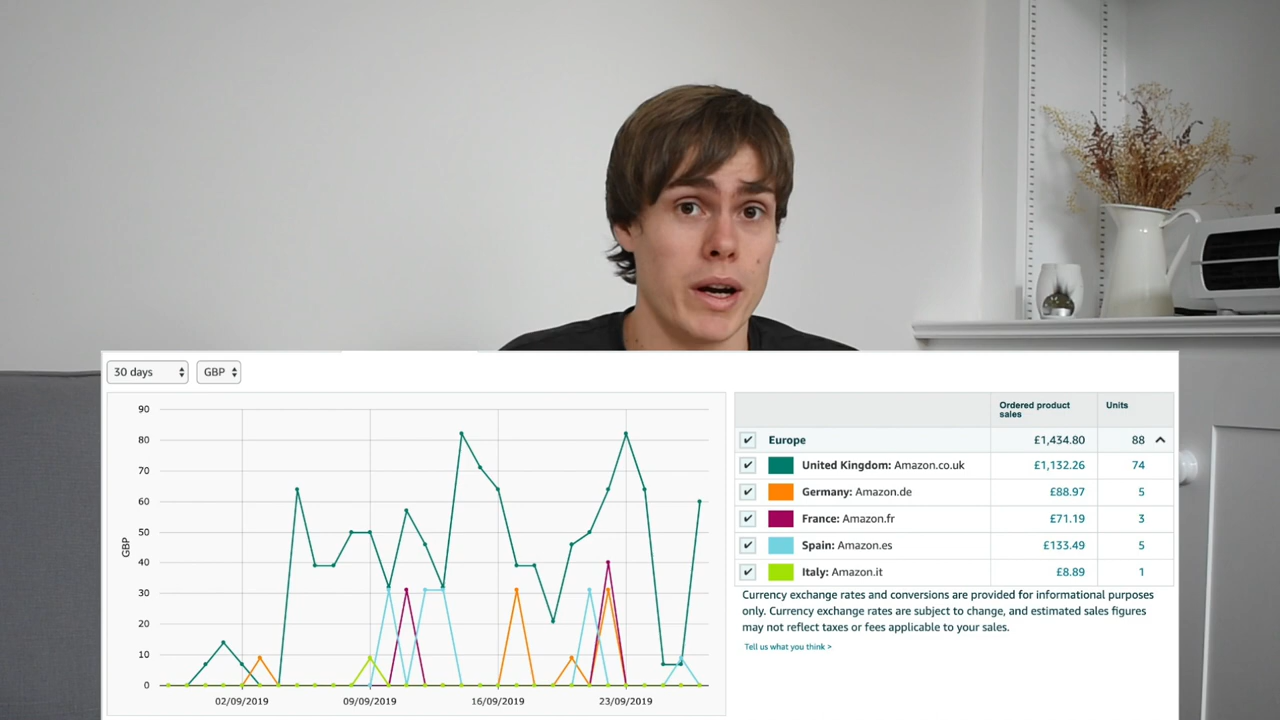 30 days
GBP
90
80
70
60
50
40
30
20
10
0
GBP
02/09/2019
09/09/2019
16/09/2019
23/09/2019
Ordered product sales
Units
Europe £1,434.80 88
United Kingdom: Amazon.co.uk £1,132.26 74
Germany: Amazon.de £88.97 5
France: Amazon.fr £71.19 3
Spain: Amazon.es £133.49 5
Italy: Amazon.it £8.89 1
Currency exchange rates and conversions are provided for informational purposes
only. Currency exchange rates are subject to change, and estimated sales figures
may not reflect taxes or fees applicable to your sales.
Tell us what you think >